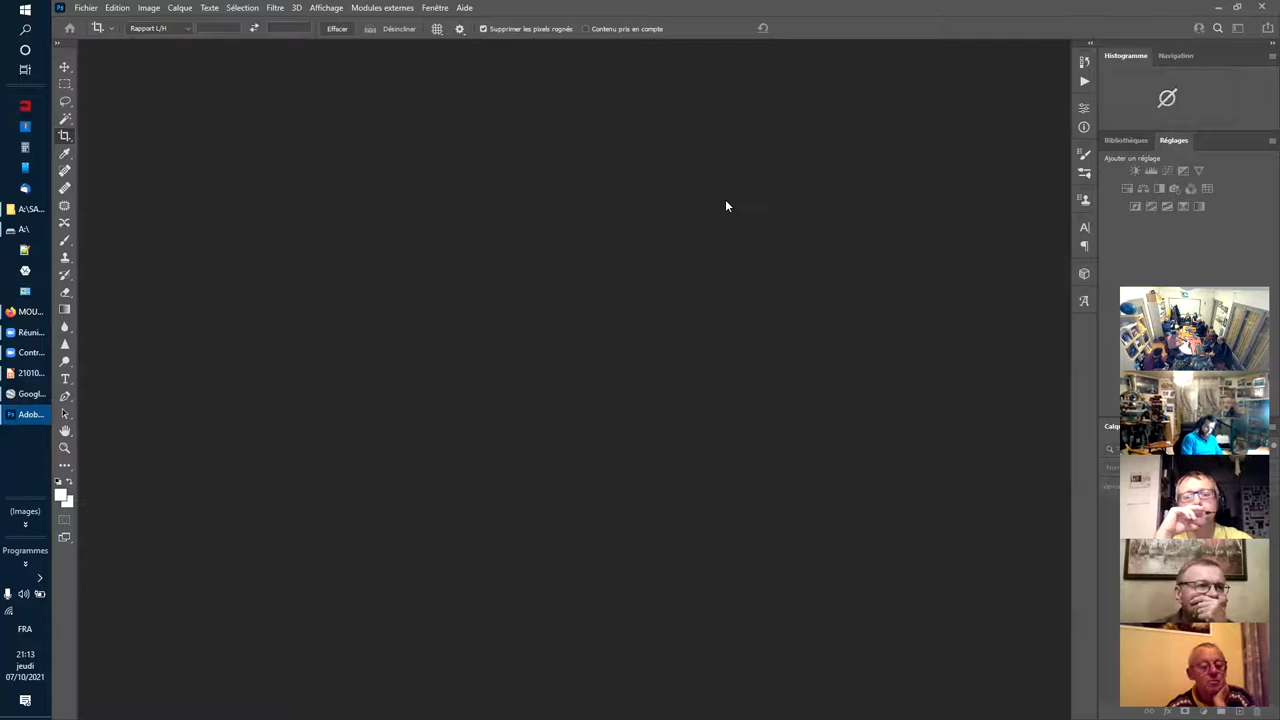 Fichier Edition Image Calque Texte Sélection Filtre 3D Affichage Modules externes Fenêtre Aide
Rapport L/H Effacer Désincliner Supprimer les pixels rognés Contenu pris en compte
Histogramme Navigation
Bibliothèques Réglages
Ajouter un réglage
A:\SA...
A:\
MOU...
Réuni...
Contr...
21010...
Googl...
Adob...
(Images)
Programmes
FRA
21:13
jeudi
07/10/2021